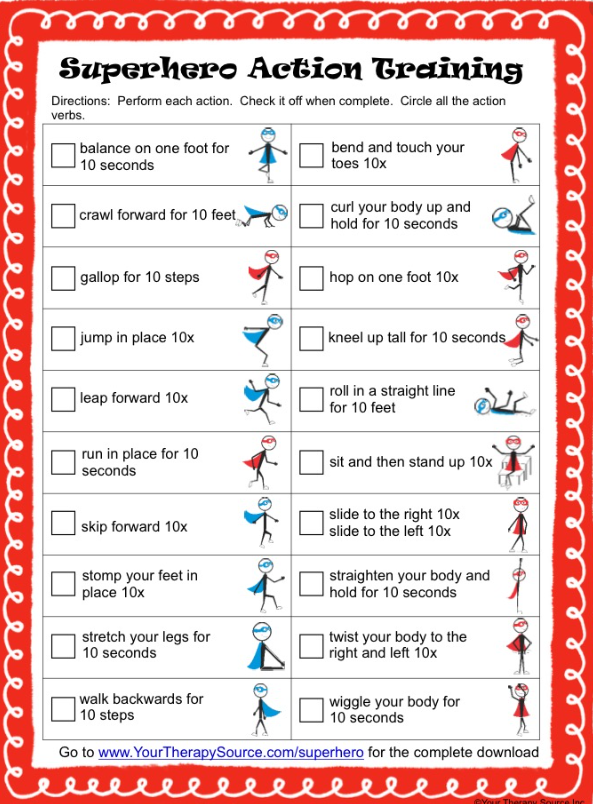 Superhero Action Training
Directions:  Perform each action.  Check it off when complete.  Circle all the action
verbs.
balance on one foot for
10 seconds
bend and touch your
toes 10x
crawl forward for 10 feet
curl your body up and
hold for 10 seconds
gallop for 10 steps
hop on one foot 10x
jump in place 10x
kneel up tall for 10 seconds
leap forward 10x
roll in a straight line
for 10 feet
run in place for 10
seconds
sit and then stand up 10x
skip forward 10x
slide to the right 10x
slide to the left 10x
stomp your feet in
place 10x
straighten your body and
hold for 10 seconds
stretch your legs for
10 seconds
twist your body to the
right and left 10x
walk backwards for
10 steps
wiggle your body for
10 seconds
Go to www.YourTherapySource.com/superhero for the complete download
©Your Therapy Source Inc